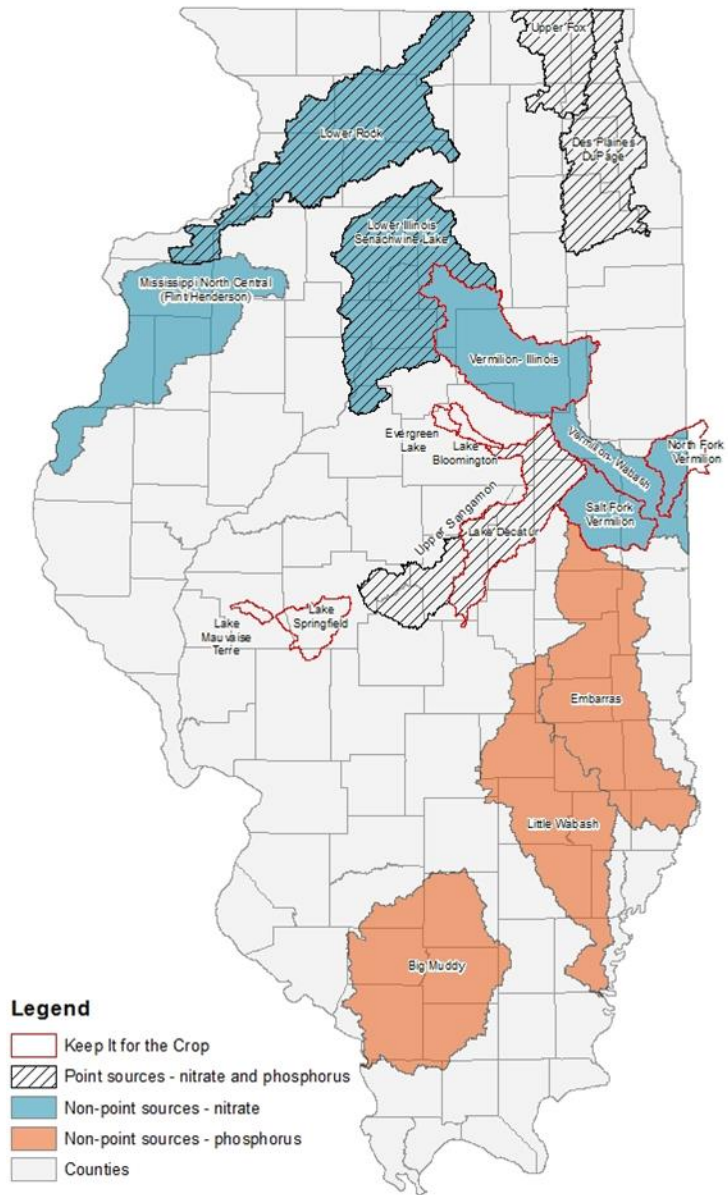 Upper Fox
Lower Rock
Des Plaines
DuPage
Lower Illinois
Senachwine Lake
Mississippi North Central
(Flint/Henderson)
Vermilion- Illinois
Evergreen
Lake
Lake
Bloomington
Vermilion- Wabash
North Fork
Vermilion
Salt Fork
Vermilion
Upper Sangamon
Lake Decatur
Lake
Mauvaise
Terre
Lake
Springfield
Embarras
Little Wabash
Big Muddy
Legend
Keep It for the Crop
Point sources - nitrate and phosphorus
Non-point sources - nitrate
Non-point sources - phosphorus
Counties